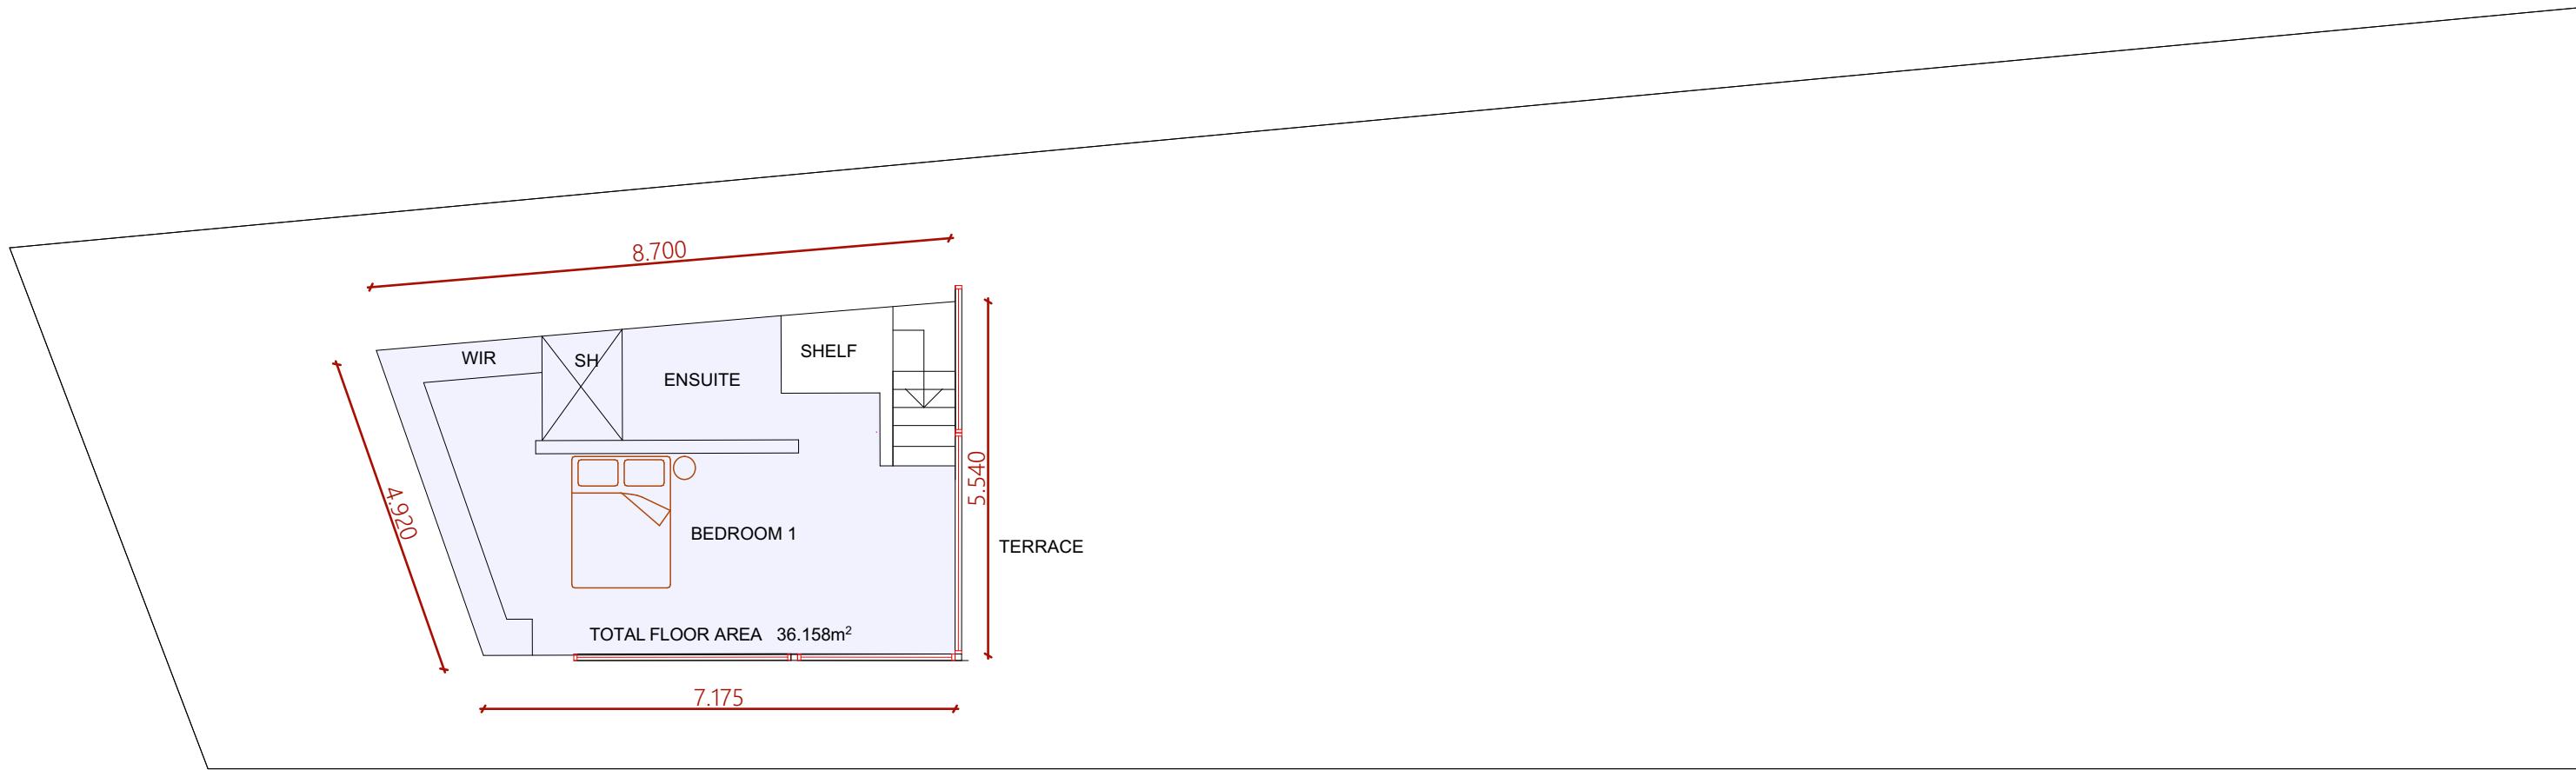 8.700
WIR
SH
SHELF
ENSUITE
4.920
5.540
BEDROOM 1
TERRACE
TOTAL FLOOR AREA 36.158m²
7.175